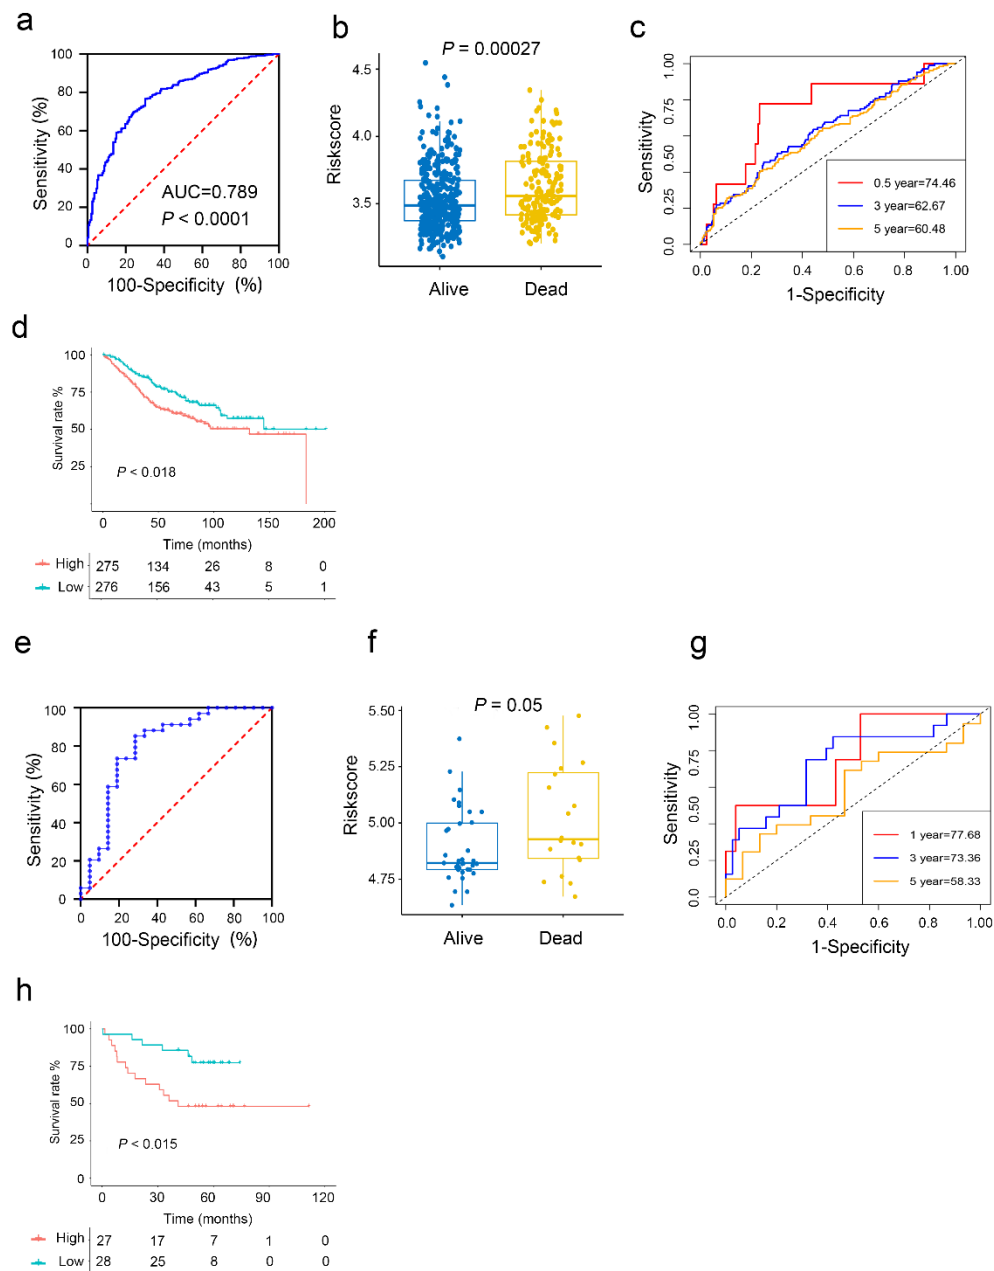 a
100
80
60
40
20
0
Sensitivity (%)
AUC=0.789
P < 0.0001
0 20 40 60 80 100
100-Specificity (%)
b
P = 0.00027
Riskscore
4.5
4.0
3.5
Alive Dead
c
Sensitivity
1.00
0.75
0.50
0.25
0.0
0.5 year=74.46
3 year=62.67
5 year=60.48
0.0 0.2 0.4 0.6 0.8 1.00
1-Specificity
d
Survival rate %
100
75
50
25
P < 0.018
0 50 100 150 200
Time (months)
High 275 134 26 8 0
Low 276 156 43 5 1
e
100
80
60
40
20
0
Sensitivity (%)
0 20 40 60 80 100
100-Specificity (%)
f
P = 0.05
Riskscore
5.50
5.25
5.00
4.75
Alive Dead
g
Sensitivity
1.00
0.75
0.50
0.25
0.0
1 year=77.68
3 year=73.36
5 year=58.33
0.0 0.2 0.4 0.6 0.8 1.00
1-Specificity
h
Survival rate %
100
75
50
25
0
P < 0.015
0 30 60 90 120
Time (months)
High 27 17 7 1 0
Low 28 25 8 0 0